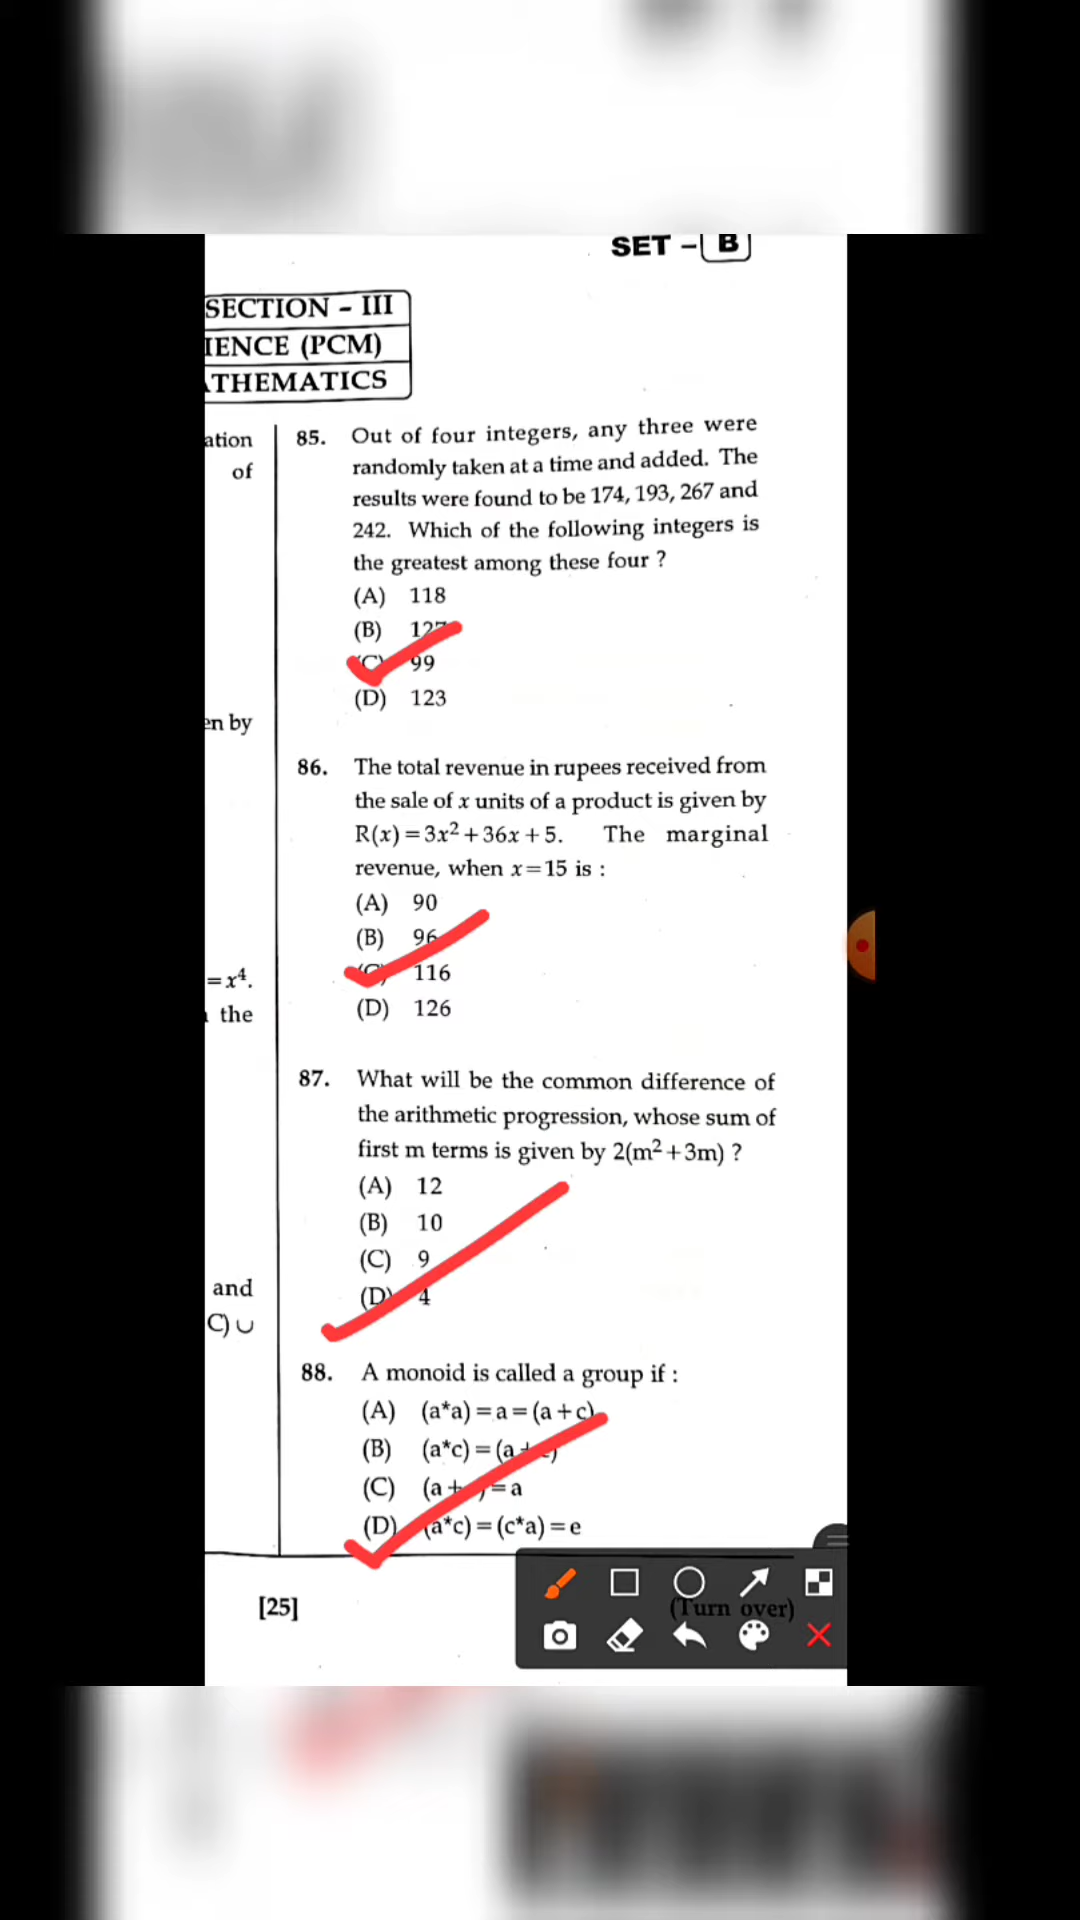 SET - B
SECTION - III
IENCE (PCM)
THEMATICS
ation
of
en by
= x⁴.
the
and
C) ∪
85. Out of four integers, any three were
randomly taken at a time and added. The
results were found to be 174, 193, 267 and
242. Which of the following integers is
the greatest among these four ?
(A) 118
(B) 127
(C) 99
(D) 123
86. The total revenue in rupees received from
the sale of x units of a product is given by
R(x) = 3x² + 36x + 5. The marginal
revenue, when x = 15 is :
(A) 90
(B) 96
(C) 116
(D) 126
87. What will be the common difference of
the arithmetic progression, whose sum of
first m terms is given by 2(m² + 3m) ?
(A) 12
(B) 10
(C) 9
(D) 4
88. A monoid is called a group if :
(A) (a*a) = a = (a + c)
(B) (a*c) = (a +
(C) (a + ) = a
(D) (a*c) = (c*a) = e
[25]
(Turn over)